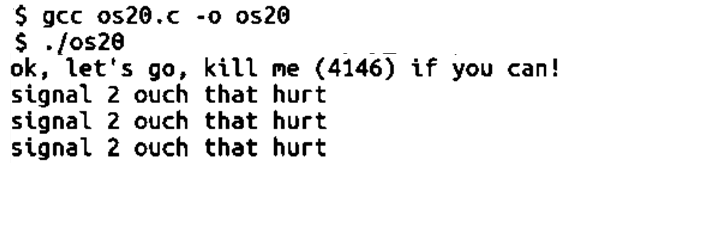 $ gcc os20.c -o os20
$ ./os20
ok, let's go, kill me (4146) if you can!
signal 2 ouch that hurt
signal 2 ouch that hurt
signal 2 ouch that hurt